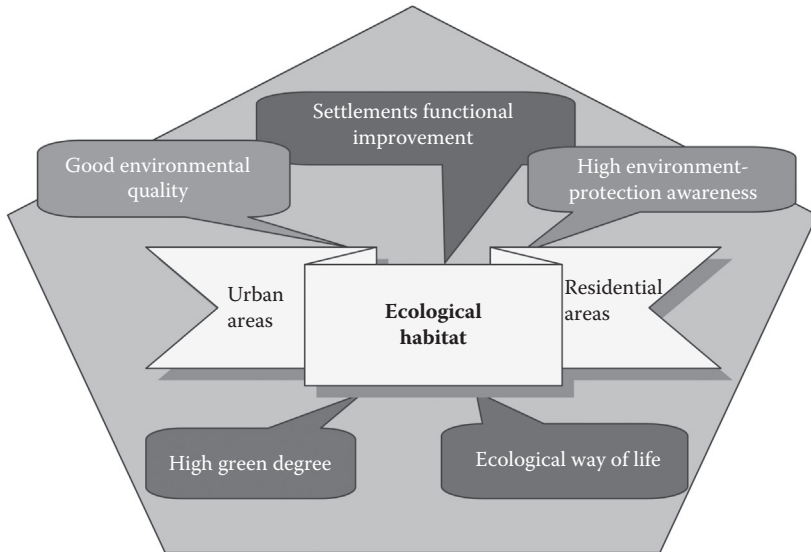 Settlements functional
improvement
Good environmental
quality
High environment-
protection awareness
Urban
areas
Ecological
habitat
Residential
areas
High green degree
Ecological way of life